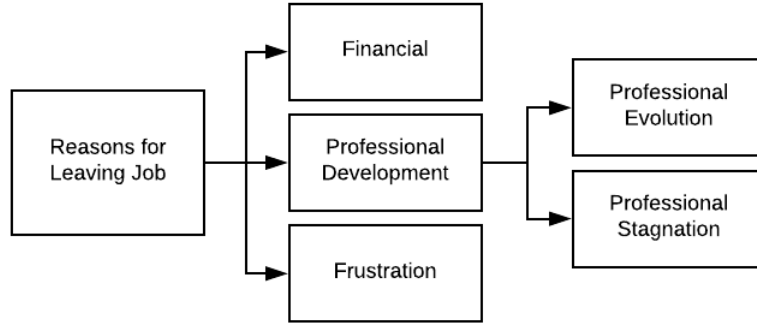 Reasons for
Leaving Job
Financial
Professional
Development
Frustration
Professional
Evolution
Professional
Stagnation